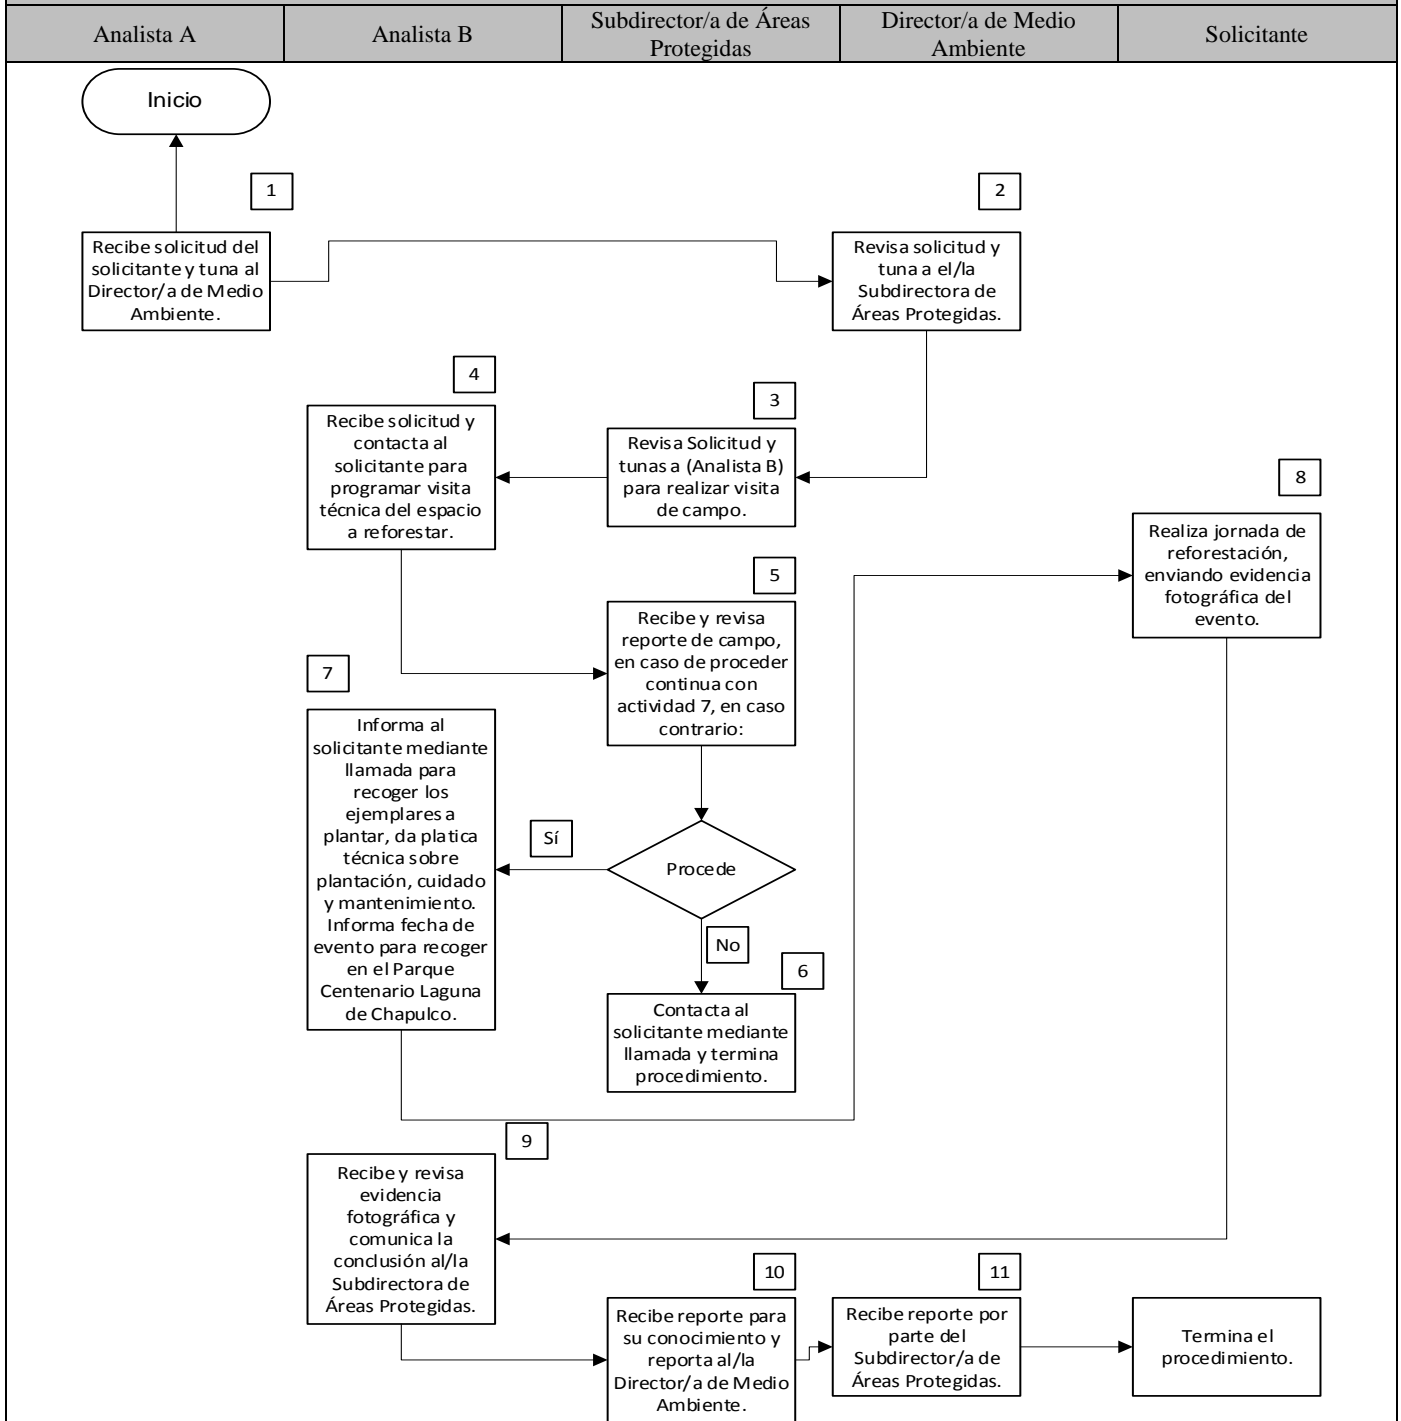 Analista A
Analista B
Subdirector/a de Áreas
Protegidas
Director/a de Medio
Ambiente
Solicitante
Inicio
1
Recibe solicitud del
solicitante y tuna al
Director/a de Medio
Ambiente.
2
Revisa solicitud y
tuna a el/la
Subdirectora de
Áreas Protegidas.
3
Revisa Solicitud y
tunas a (Analista B)
para realizar visita
de campo.
4
Recibe solicitud y
contacta al
solicitante para
programar visita
técnica del espacio
a reforestar.
5
Recibe y revisa
reporte de campo,
en caso de proceder
continua con
actividad 7, en caso
contrario:
Procede
Sí
No
6
Contacta al
solicitante mediante
llamada y termina
procedimiento.
7
Informa al
solicitante mediante
llamada para
recoger los
ejemplares a
plantar, da platica
técnica sobre
plantación, cuidado
y mantenimiento.
Informa fecha de
evento para recoger
en el Parque
Centenario Laguna
de Chapulco.
8
Realiza jornada de
reforestación,
enviando evidencia
fotográfica del
evento.
9
Recibe y revisa
evidencia
fotográfica y
comunica la
conclusión al/la
Subdirectora de
Áreas Protegidas.
10
Recibe reporte para
su conocimiento y
reporta al/la
Director/a de Medio
Ambiente.
11
Recibe reporte por
parte del
Subdirector/a de
Áreas Protegidas.
Termina el
procedimiento.